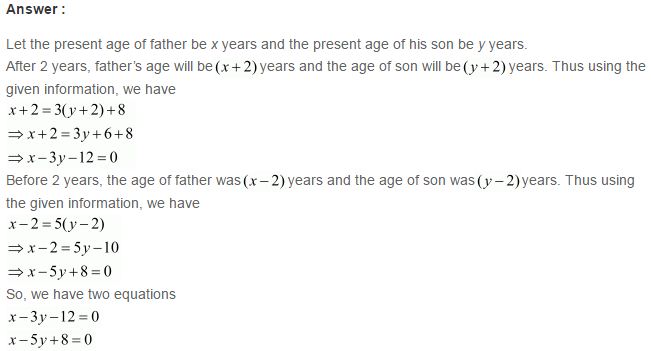 Answer :
Let the present age of father be x years and the present age of his son be y years.
After 2 years, father's age will be (x+2) years and the age of son will be (y+2) years. Thus using the
given information, we have
x+2=3(y+2)+8
⇒x+2=3y+6+8
⇒x−3y−12=0
Before 2 years, the age of father was (x−2) years and the age of son was (y−2) years. Thus using
the given information, we have
x−2=5(y−2)
⇒x−2=5y−10
⇒x−5y+8=0
So, we have two equations
x−3y−12=0
x−5y+8=0